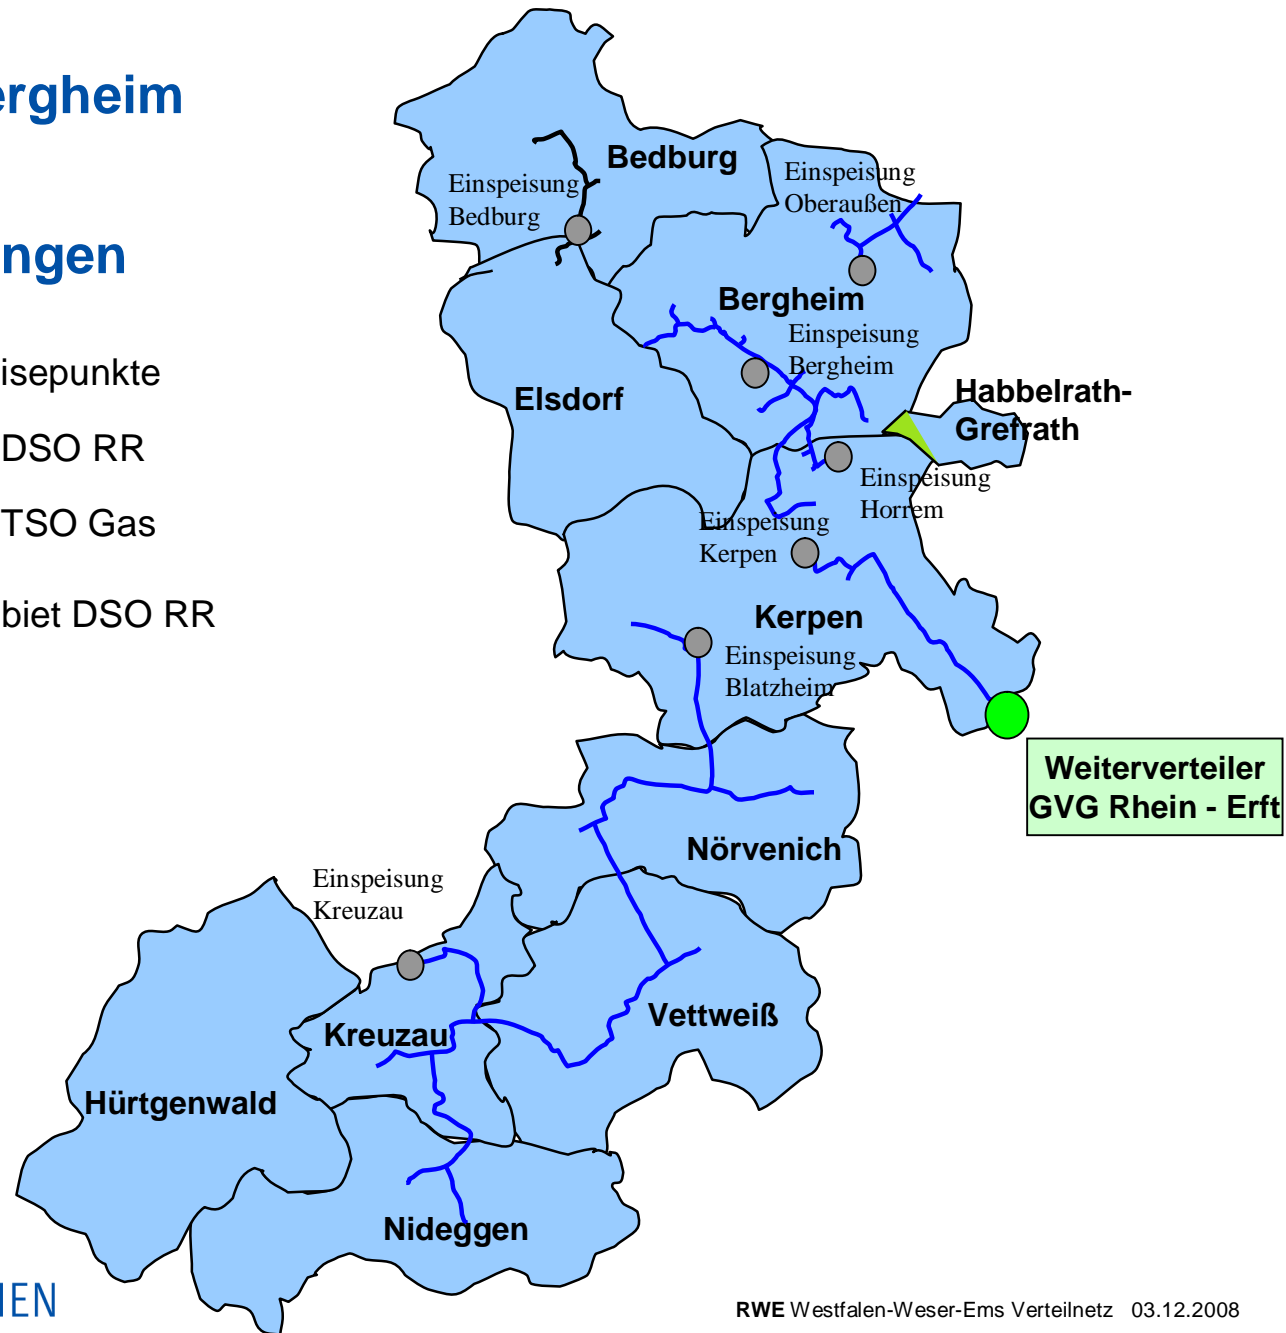 ergheim
ngen
isepunkte
DSO RR
TSO Gas
biet DSO RR
Bedburg
Einspeisung
Bedburg
Einspeisung
Oberaußen
Bergheim
Einspeisung
Bergheim
Elsdorf
Habbelrath-
Grefrath
Einspeisung
Horrem
Einspeisung
Kerpen
Kerpen
Einspeisung
Blatzheim
Weiterverteiler
GVG Rhein - Erft
Nörvenich
Einspeisung
Kreuzau
Vettweiß
Kreuzau
Hürtgenwald
Nideggen
IEN
RWE Westfalen-Weser-Ems Verteilnetz 03.12.2008